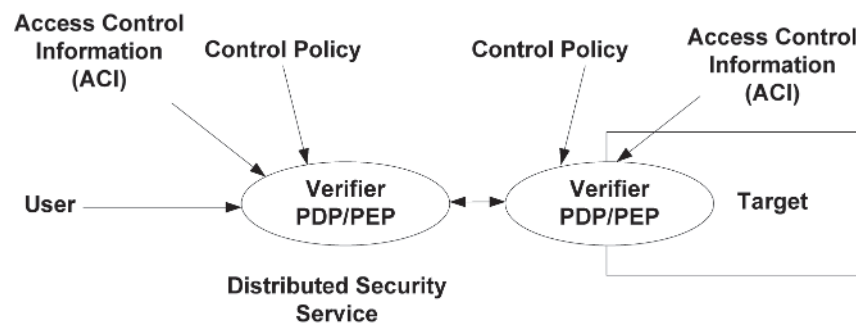 Access Control
Information
(ACI)
Control Policy
Control Policy
Access Control
Information
(ACI)
User
Verifier
PDP/PEP
Verifier
PDP/PEP
Target
Distributed Security
Service